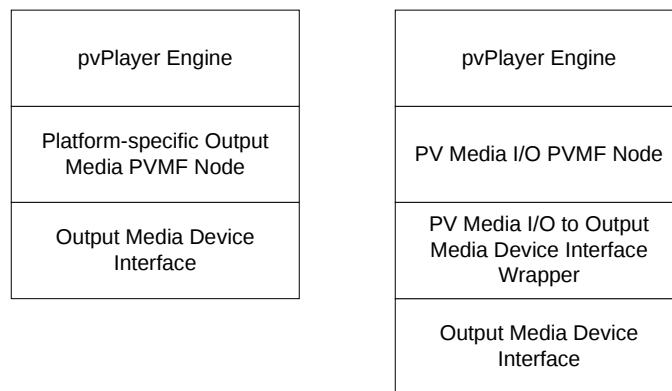 pvPlayer Engine
Platform-specific Output
Media PVMF Node
Output Media Device
Interface
pvPlayer Engine
PV Media I/O PVMF Node
PV Media I/O to Output
Media Device Interface
Wrapper
Output Media Device
Interface